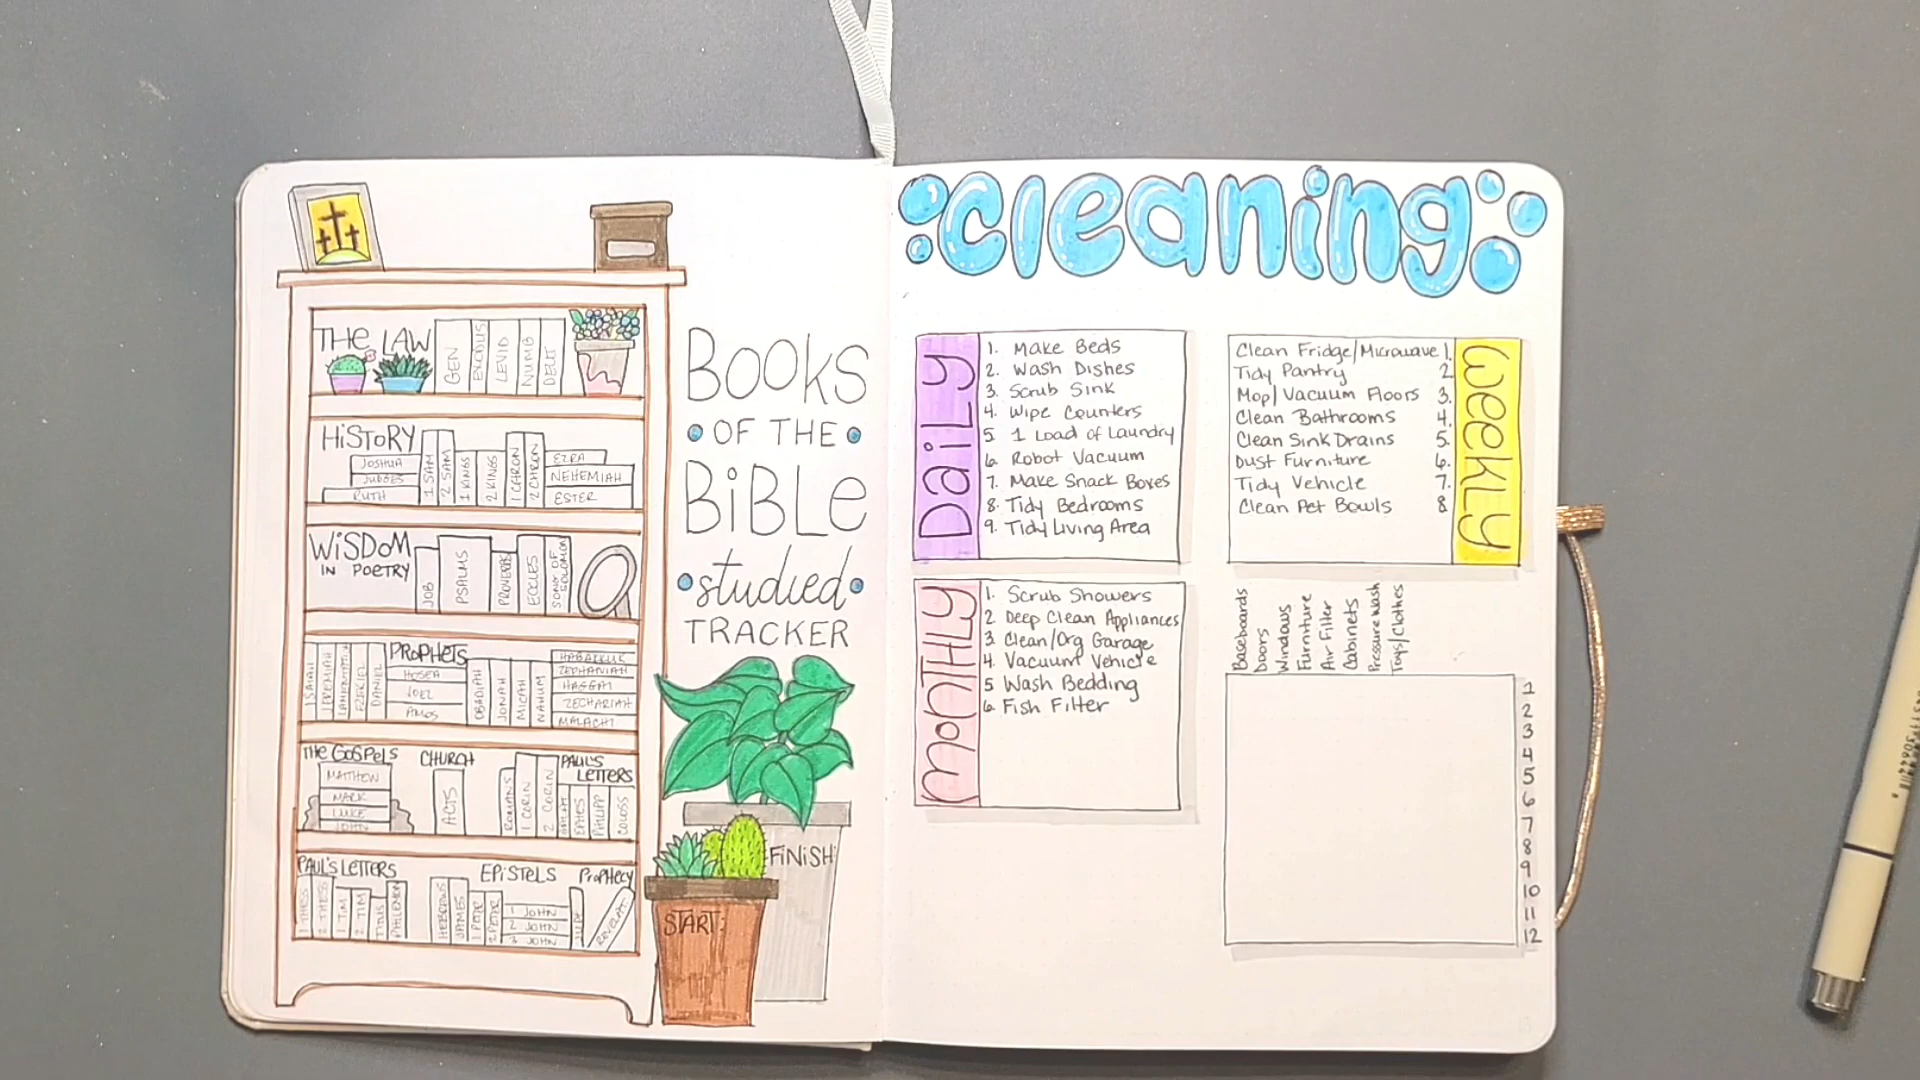 THE LAW
GEN
EXODUS
LEVID
NUMB
DEUT
HiSTORY
JOSHUA
JUDGES
RUTH
1 SAM
2 SAM
1 KINGS
2 KINGS
1 CHRON
2 CHRON
EZRA
NEHEMIAH
ESTER
WiSDOM
IN POETRY
JOB
PSALMS
PROVERBS
ECCLES
SONG OF
SOLOMON
PROPHETS
ISAIAH
JEREMIAH
EZEKIEL
DANIEL
HOSEA
JOEL
AMOS
OBADIAH
JONAH
MICAH
NAHUM
HABAKKUK
ZEPHANIAH
HAGGAI
ZECHARIAH
MALACHI
THE GOSPELS
MATTHEW
MARK
LUKE
JOHN
CHURCH
ACTS
PAUL'S
LETTERS
ROMANS
1 CORIN
2 CORIN
EPHES
PHILIPP
COLOSS
PAUL'S LETTERS
1 THESS
2 THESS
1 TIM
2 TIM
TITUS
PHILEMON
EPiSTELS
HEBREWS
JAMES
1 PETER
2 PETER
1 JOHN
2 JOHN
3 JOHN
JUDE
PROPHECY
REVELAT
BOOKS
OF THE
BiBLE
studied
TRACKER
FiNiSH:
START:
cleaning
DaiLY
1. Make Beds
2. Wash Dishes
3. Scrub Sink
4. Wipe Counters
5. 1 Load of Laundry
6. Robot Vacuum
7. Make Snack Boxes
8. Tidy Bedrooms
9. Tidy Living Area
weekLY
Clean Fridge/Microwave 1.
Tidy Pantry 2.
Mop/Vacuum Floors 3.
Clean Bathrooms 4.
Clean Sink Drains 5.
Dust Furniture 6.
Tidy Vehicle 7.
Clean Pet Bowls 8
monTHLY
1. Scrub Showers
2. Deep Clean Appliances
3. Clean/Org Garage
4. Vacuum Vehicle
5 Wash Bedding
6. Fish Filter
Baseboards
Doors
Windows
Furniture
Air Filter
Cabinets
Pressure Wash
Toys/Clothes
1
2
3
4
5
6
7
8
9
10
11
12